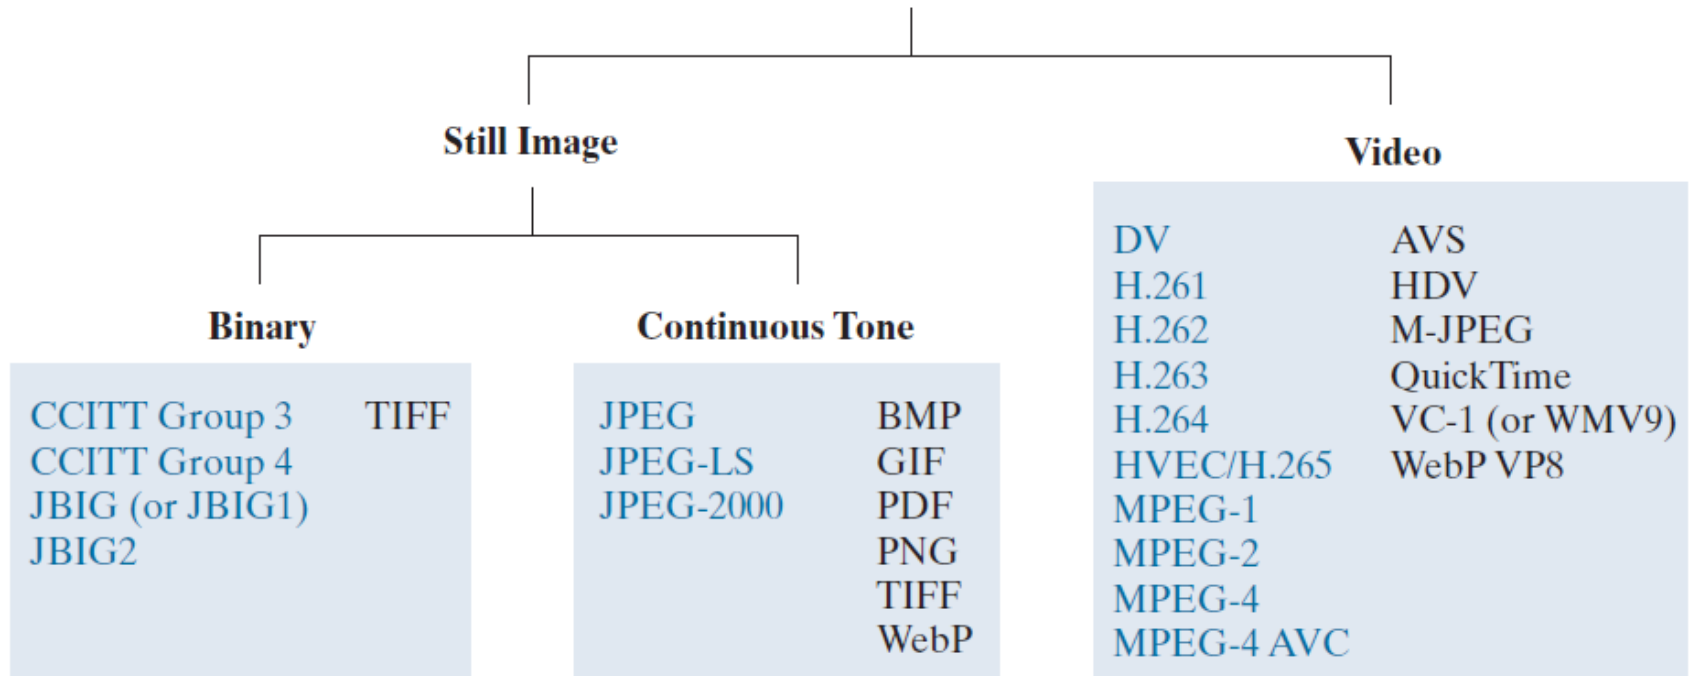 Still Image
Video
Binary
Continuous Tone
CCITT Group 3 TIFF
CCITT Group 4
JBIG (or JBIG1)
JBIG2
JPEG BMP
JPEG-LS GIF
JPEG-2000 PDF
PNG
TIFF
WebP
DV AVS
H.261 HDV
H.262 M-JPEG
H.263 QuickTime
H.264 VC-1 (or WMV9)
HVEC/H.265 WebP VP8
MPEG-1
MPEG-2
MPEG-4
MPEG-4 AVC